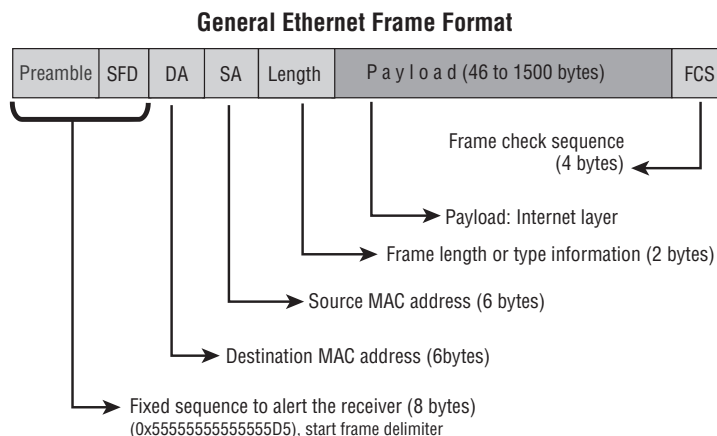 General Ethernet Frame Format
Preamble SFD DA SA Length P a y l o a d (46 to 1500 bytes) FCS
Frame check sequence
(4 bytes)
Payload: Internet layer
Frame length or type information (2 bytes)
Source MAC address (6 bytes)
Destination MAC address (6bytes)
Fixed sequence to alert the receiver (8 bytes)
(0x55555555555555D5), start frame delimiter